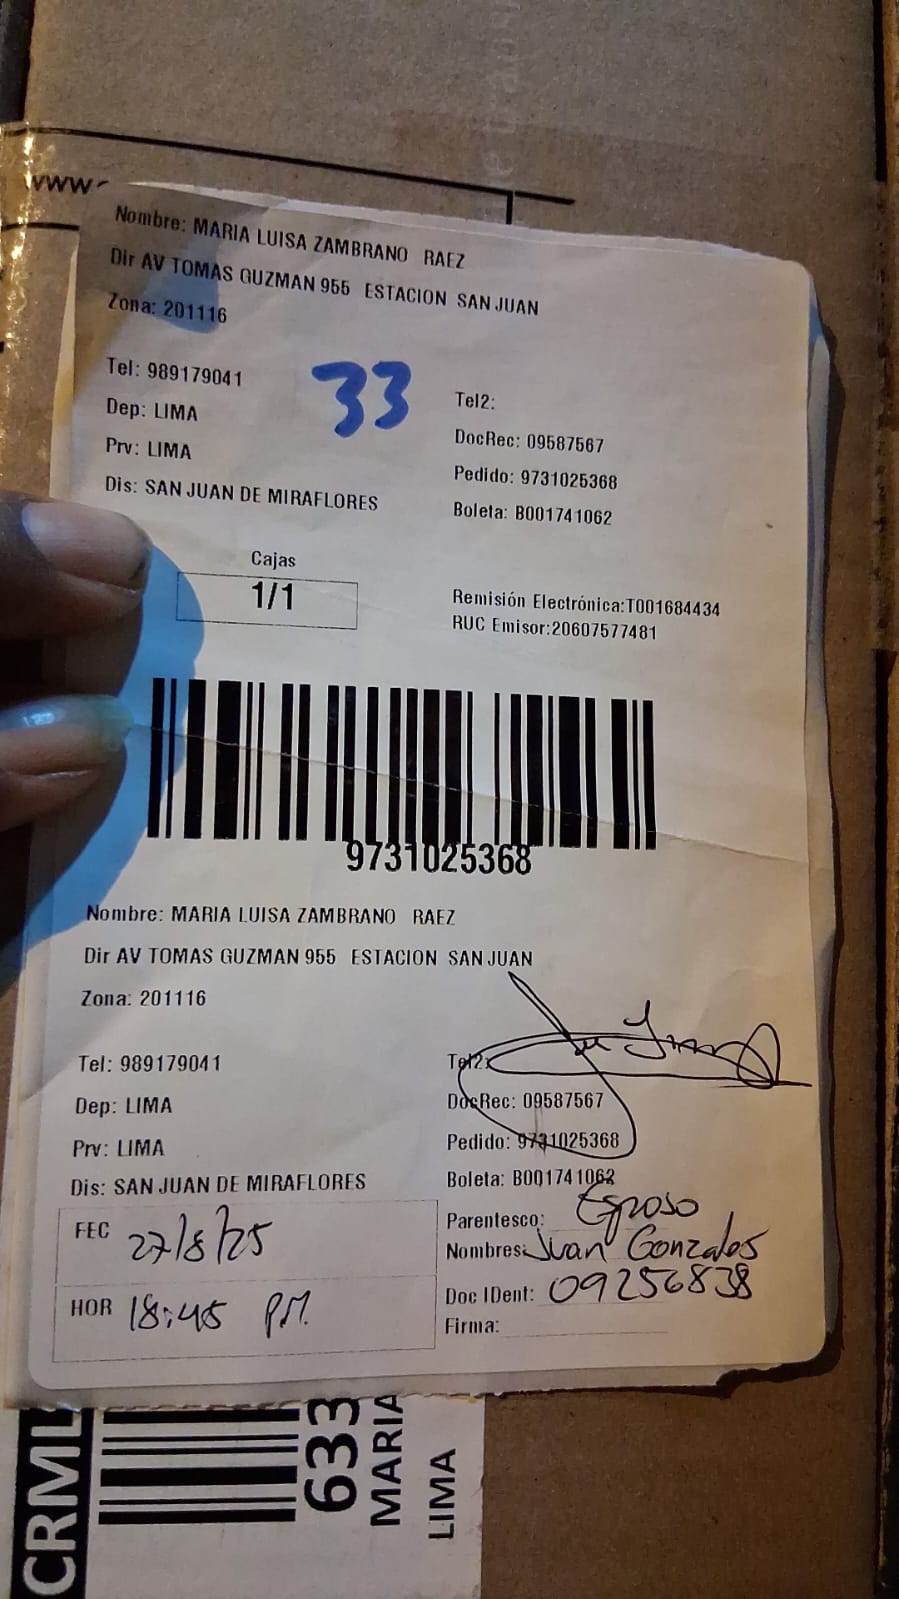 www
Nombre: MARIA LUISA ZAMBRANO RAEZ
Dir AV TOMAS GUZMAN 955 ESTACION SAN JUAN
Zona: 201116
33
Tel: 989179041
Tel2:
Dep: LIMA
DocRec: 09587567
Prv: LIMA
Pedido: 9731025368
Dis: SAN JUAN DE MIRAFLORES
Boleta: B001741062
Cajas
1/1
Remisión Electrónica:T001684434
RUC Emisor:20607577481
9731025368
Nombre: MARIA LUISA ZAMBRANO RAEZ
Dir AV TOMAS GUZMAN 955 ESTACION SAN JUAN
Zona: 201116
Tel: 989179041
Tel2:
Dep: LIMA
DocRec: 09587567
Prv: LIMA
Pedido: 9731025368
Dis: SAN JUAN DE MIRAFLORES
Boleta: B001741062
FEC 27/8/25
Parentesco: Esposo
Nombres: Juan Gonzales
HOR 18:45 PM.
Doc IDent: 09256838
Firma:
CRML
633
MARIA
LIMA